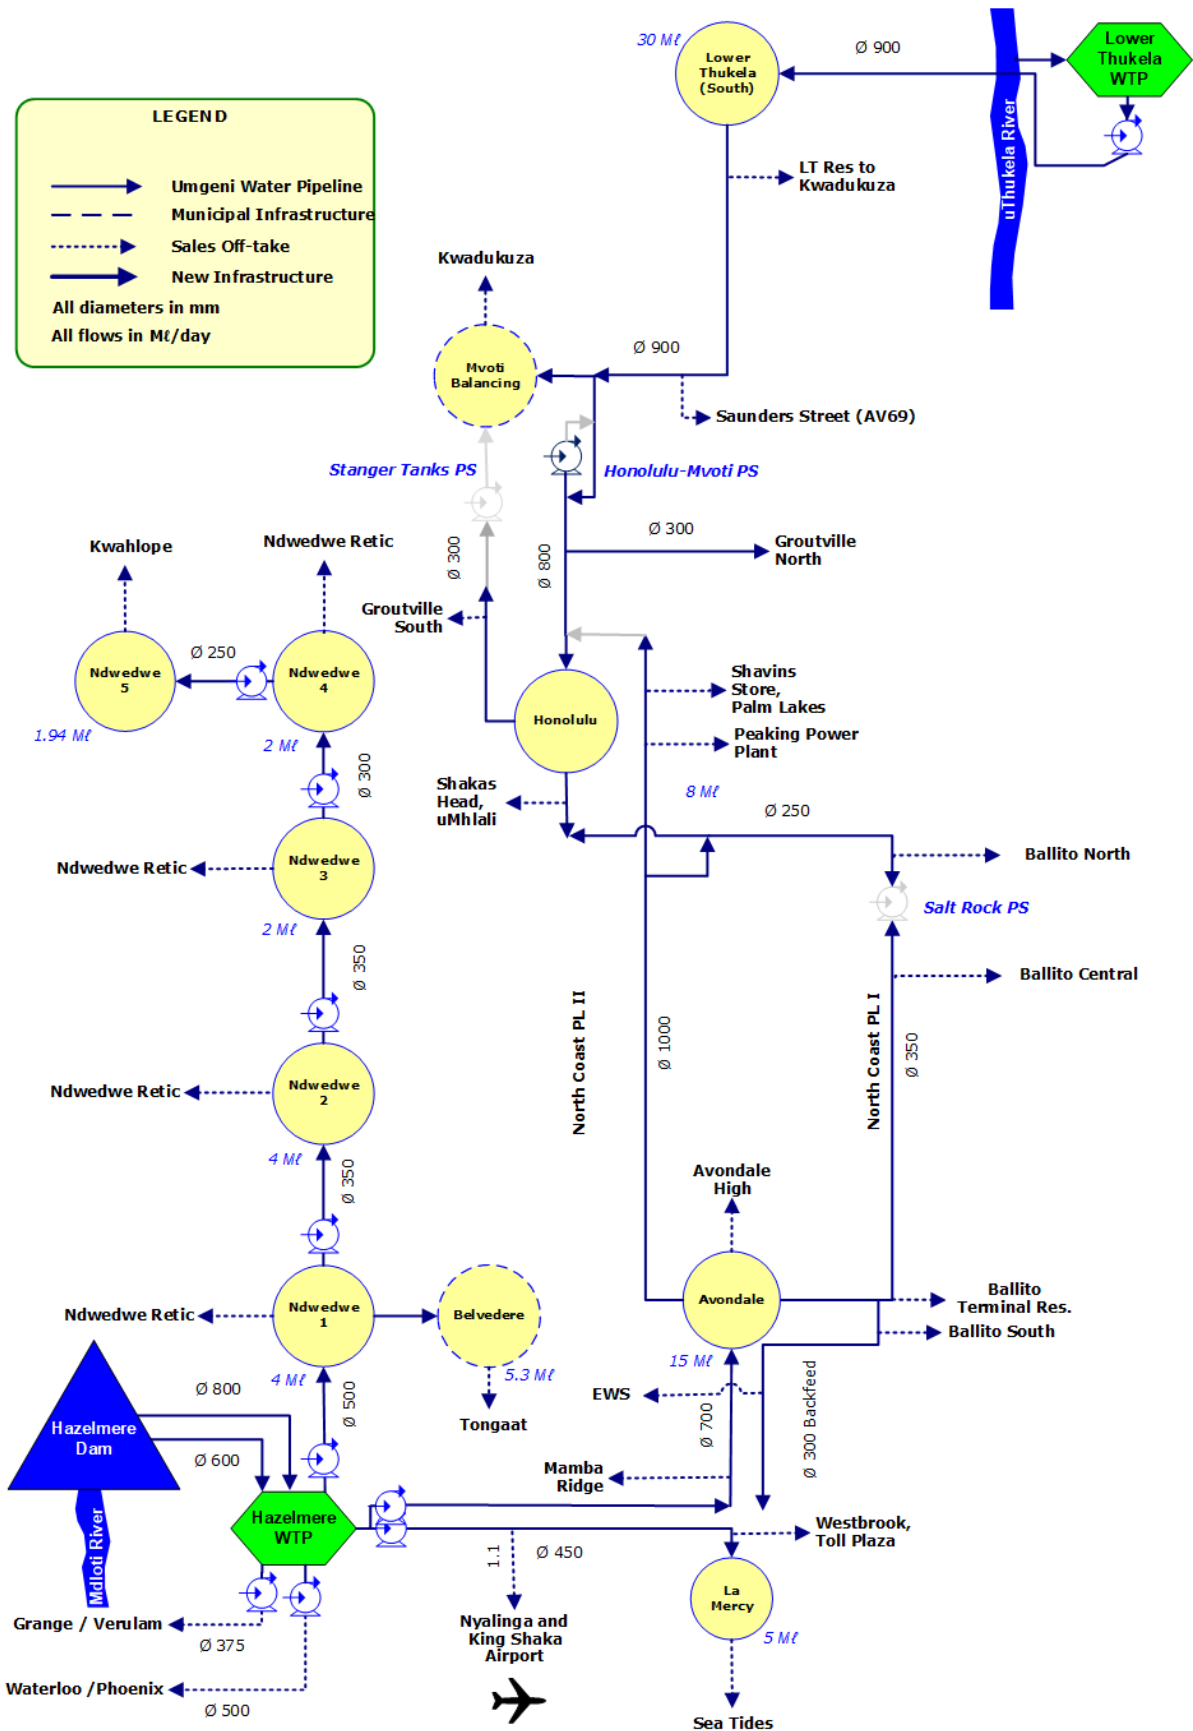 30 Mℓ
Lower
Thukela
(South)
Ø 900
Lower
Thukela
WTP
uThukela River
LEGEND
Umgeni Water Pipeline
Municipal Infrastructure
Sales Off-take
New Infrastructure
All diameters in mm
All flows in Mℓ/day
LT Res to
Kwadukuza
Kwadukuza
Mvoti
Balancing
Ø 900
Saunders Street (AV69)
Stanger Tanks PS
Honolulu-Mvoti PS
Kwahlope
Ndwedwe Retic
Ø 300
Ø 800
Ø 300
Groutville
North
Groutville
South
Ndwedwe
5
1.94 Mℓ
Ø 250
Ndwedwe
4
2 Mℓ
Honolulu
Shavins
Store,
Palm Lakes
Peaking Power
Plant
Ø 300
8 Mℓ
Shakas
Head,
uMhlali
Ø 250
Ndwedwe Retic
Ndwedwe
3
2 Mℓ
Ballito North
Salt Rock PS
Ø 350
Ballito Central
North Coast PL II
Ø 1000
North Coast PL I
Ø 350
Ndwedwe Retic
Ndwedwe
2
4 Mℓ
Ø 350
Avondale
High
Ndwedwe Retic
Ndwedwe
1
4 Mℓ
Belvedere
5.3 Mℓ
Tongaat
Avondale
15 Mℓ
Ballito
Terminal Res.
Ballito South
Ø 500
EWS
Ø 700
Ø 300 Backfeed
Hazelmere
Dam
Ø 800
Ø 600
Mdloti River
Mamba
Ridge
Hazelmere
WTP
Westbrook,
Toll Plaza
1.1
Ø 450
La
Mercy
5 Mℓ
Grange / Verulam
Ø 375
Nyalinga and
King Shaka
Airport
Waterloo /Phoenix
Ø 500
Sea Tides